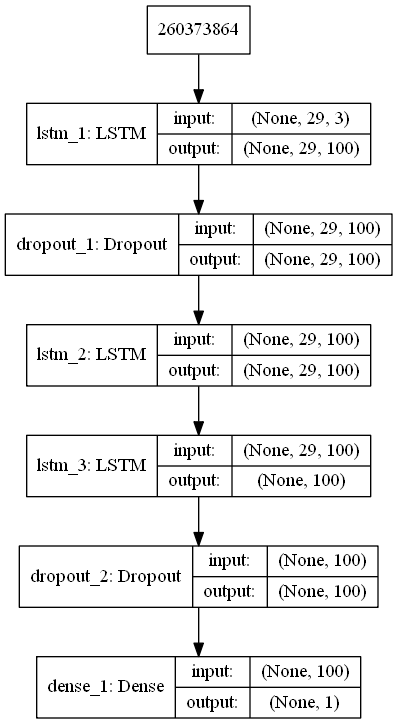 260373864
lstm_1: LSTM
input: (None, 29, 3)
output: (None, 29, 100)
dropout_1: Dropout
input: (None, 29, 100)
output: (None, 29, 100)
lstm_2: LSTM
input: (None, 29, 100)
output: (None, 29, 100)
lstm_3: LSTM
input: (None, 29, 100)
output: (None, 100)
dropout_2: Dropout
input: (None, 100)
output: (None, 100)
dense_1: Dense
input: (None, 100)
output: (None, 1)